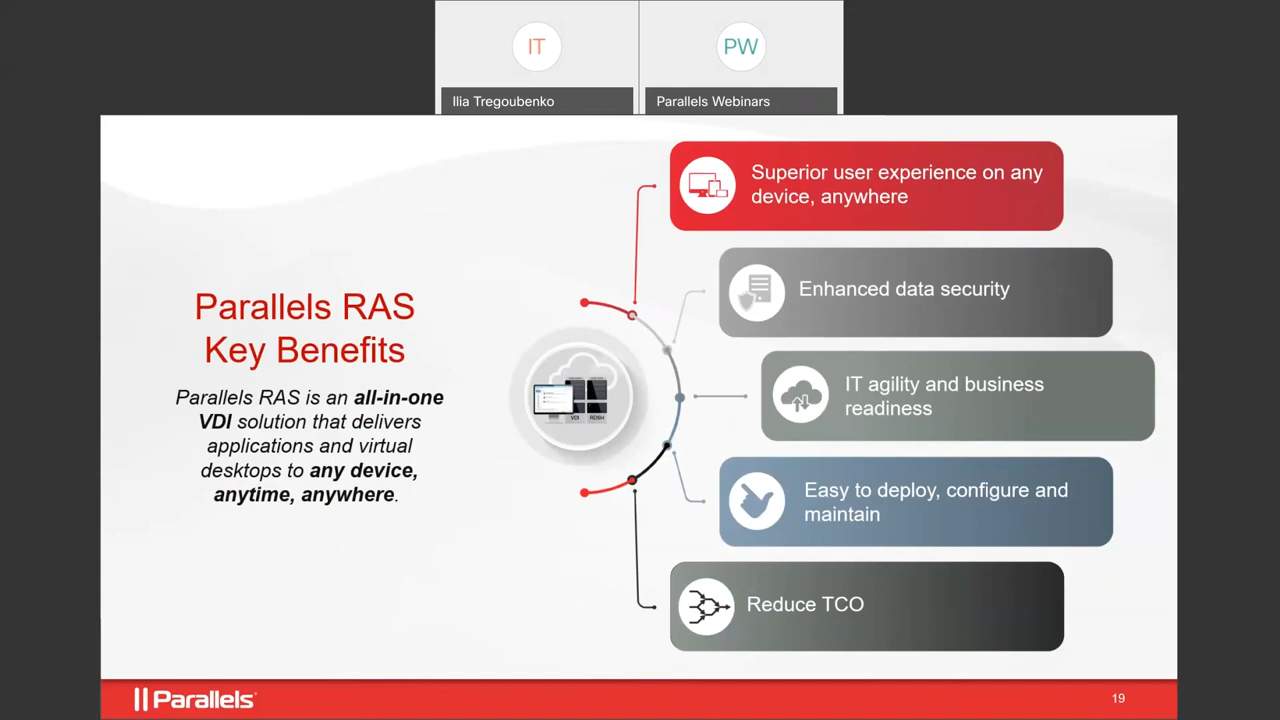 IT
PW
Ilia Tregoubenko
Parallels Webinars
Parallels RAS
Key Benefits
Parallels RAS is an all-in-one
VDI solution that delivers
applications and virtual
desktops to any device,
anytime, anywhere.
VDI
RDSH
Superior user experience on any
device, anywhere
Enhanced data security
IT agility and business
readiness
Easy to deploy, configure and
maintain
Reduce TCO
Parallels
19